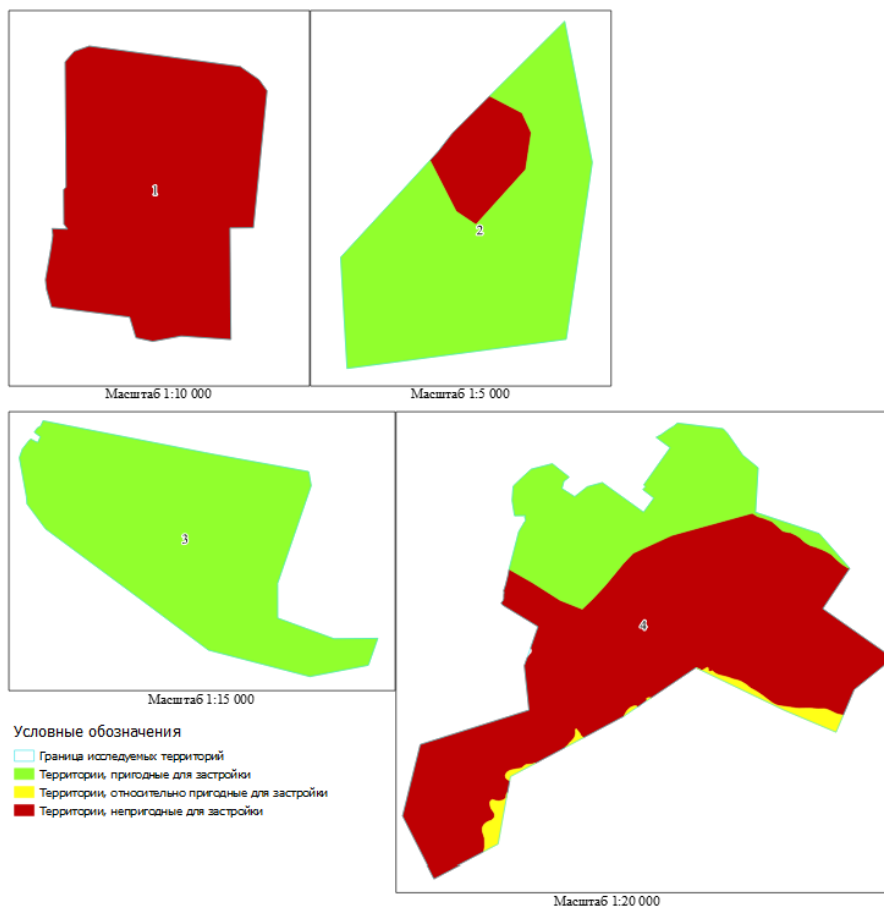 1
2
Масштаб 1:10 000
Масштаб 1:5 000
3
4
Масштаб 1:15 000
Условные обозначения
Граница исследуемых территорий
Территории, пригодные для застройки
Территории, относительно пригодные для застройки
Территории, непригодные для застройки
Масштаб 1:20 000